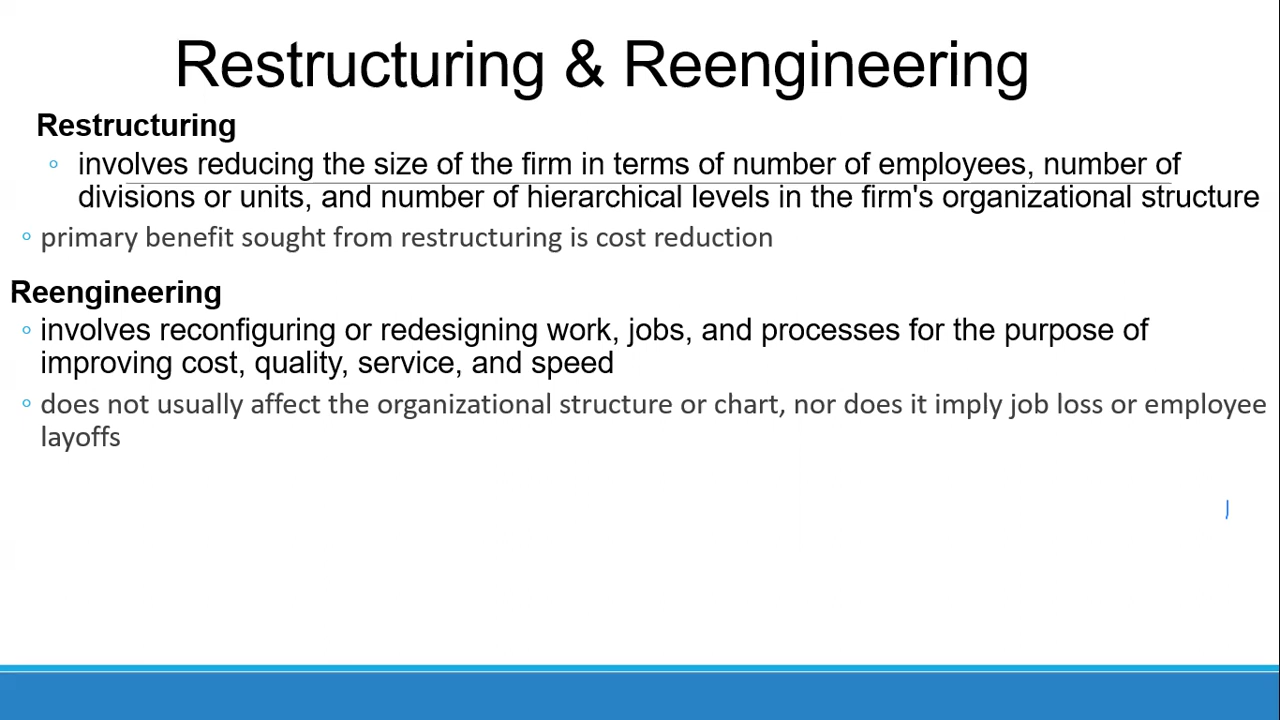 Restructuring & Reengineering
Restructuring
◦ involves reducing the size of the firm in terms of number of employees, number of
divisions or units, and number of hierarchical levels in the firm's organizational structure
◦ primary benefit sought from restructuring is cost reduction
Reengineering
◦ involves reconfiguring or redesigning work, jobs, and processes for the purpose of
improving cost, quality, service, and speed
◦ does not usually affect the organizational structure or chart, nor does it imply job loss or employee
layoffs